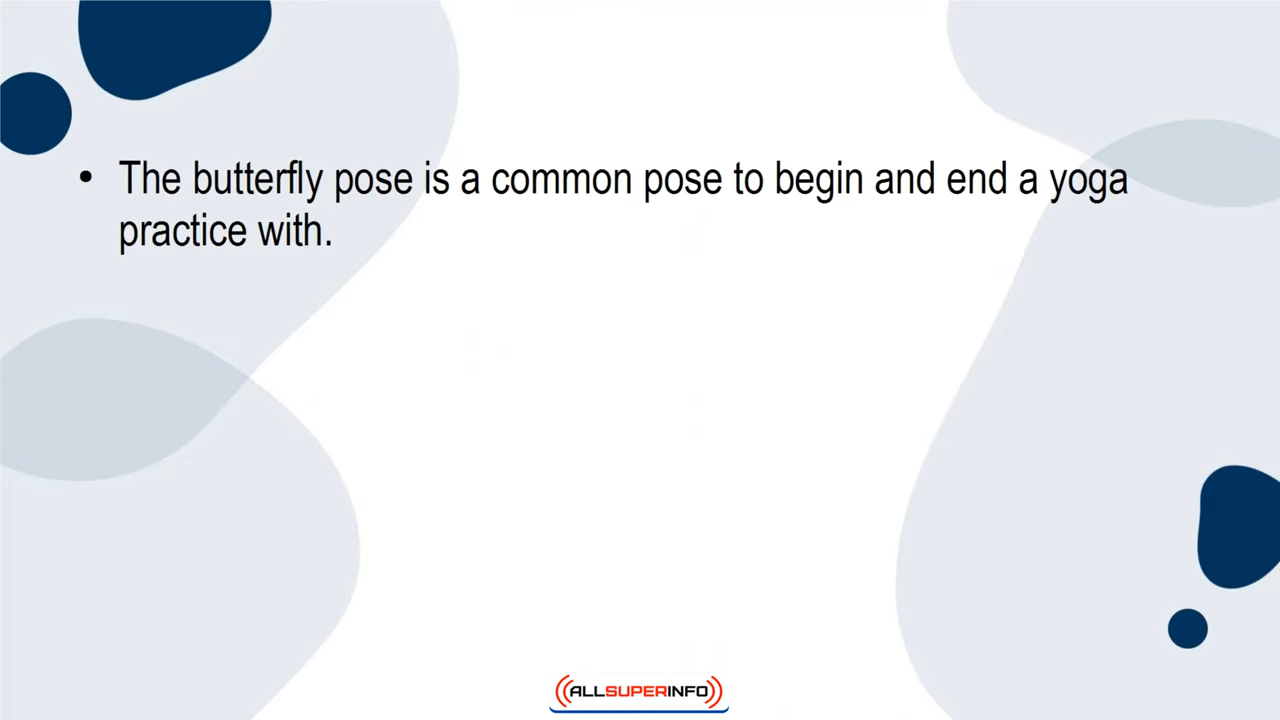 • The butterfly pose is a common pose to begin and end a yoga
practice with.
ALLSUPERINFO